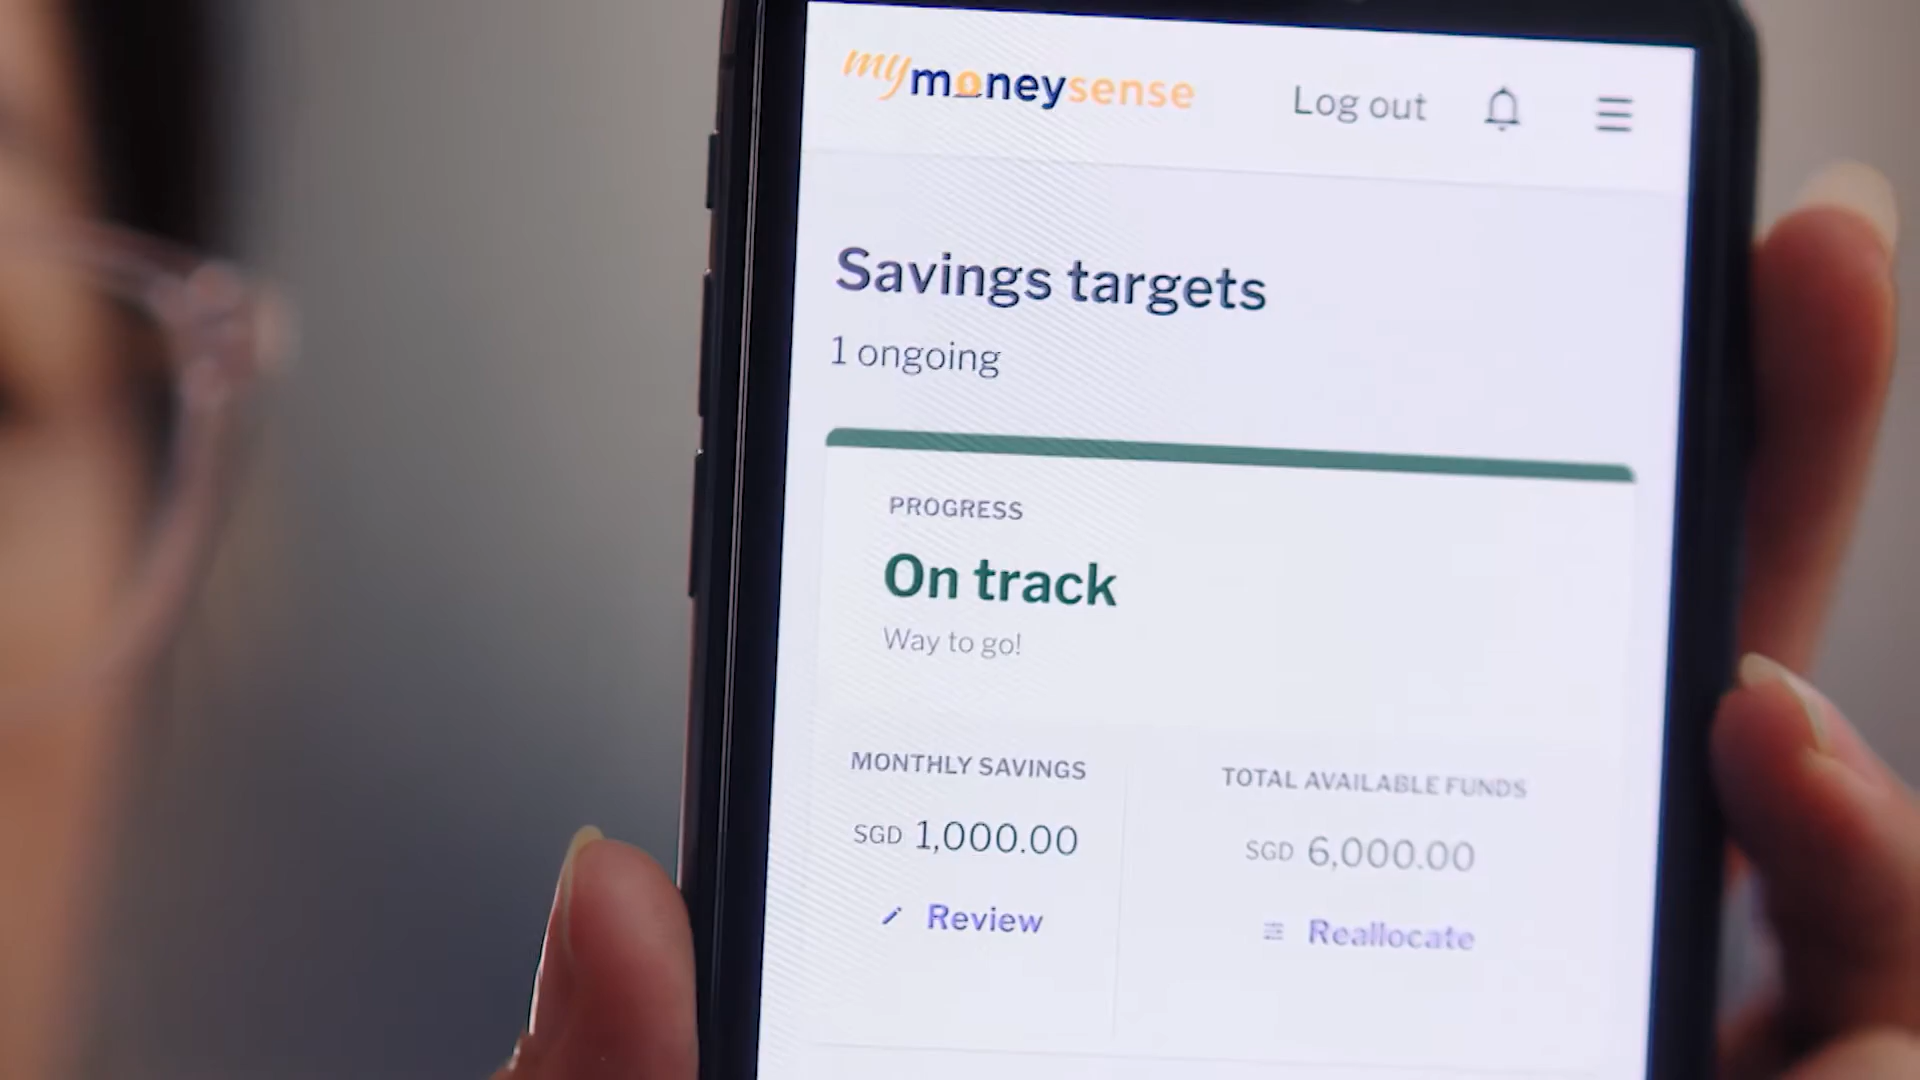 mymoneysense
Log out
Savings targets
1 ongoing
PROGRESS
On track
Way to go!
MONTHLY SAVINGS
TOTAL AVAILABLE FUNDS
SGD 1,000.00
SGD 6,000.00
Review
Reallocate